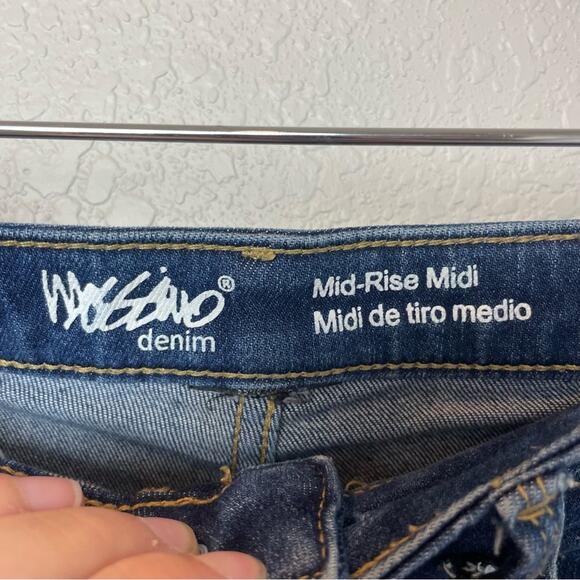 MOSSIMO®
denim
Mid-Rise Midi
Midi de tiro medio